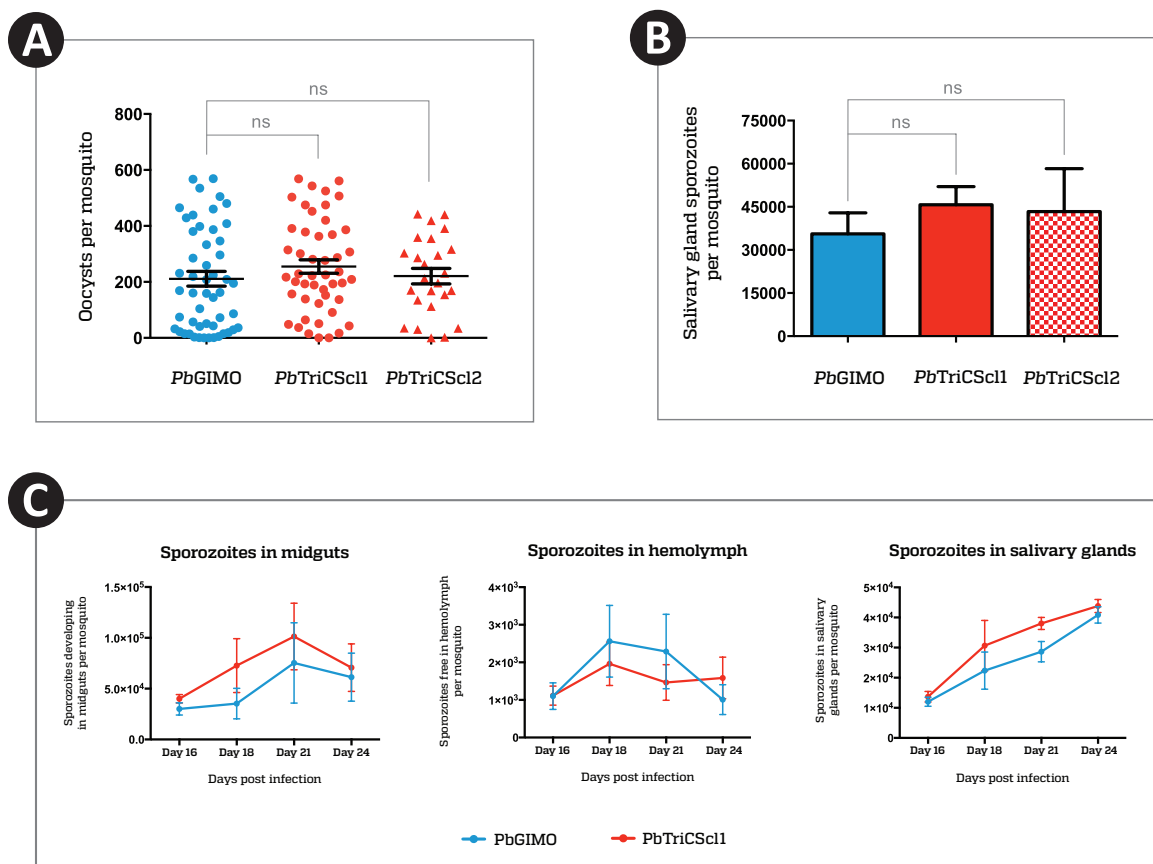 A
ns
ns
Oocysts per mosquito
800
600
400
200
0
PbGIMO
PbTriCScl1
PbTriCScl2
B
ns
ns
Salivary gland sporozoites
per mosquito
75000
60000
45000
30000
15000
0
PbGIMO
PbTriCScl1
PbTriCScl2
C
Sporozoites in midguts
Sporozoites developing
in midguts per mosquito
1.5×10⁵
1.0×10⁵
5.0×10⁴
0.0
Day 16
Day 18
Day 21
Day 24
Days post infection
Sporozoites in hemolymph
Sporozoites free in hemolymph
per mosquito
4×10³
3×10³
2×10³
1×10³
0
Day 16
Day 18
Day 21
Day 24
Days post infection
Sporozoites in salivary glands
Sporozoites in salivary
glands per mosquito
5×10⁴
4×10⁴
3×10⁴
2×10⁴
1×10⁴
0
Day 16
Day 18
Day 21
Day 24
Days post infection
PbGIMO
PbTriCScl1